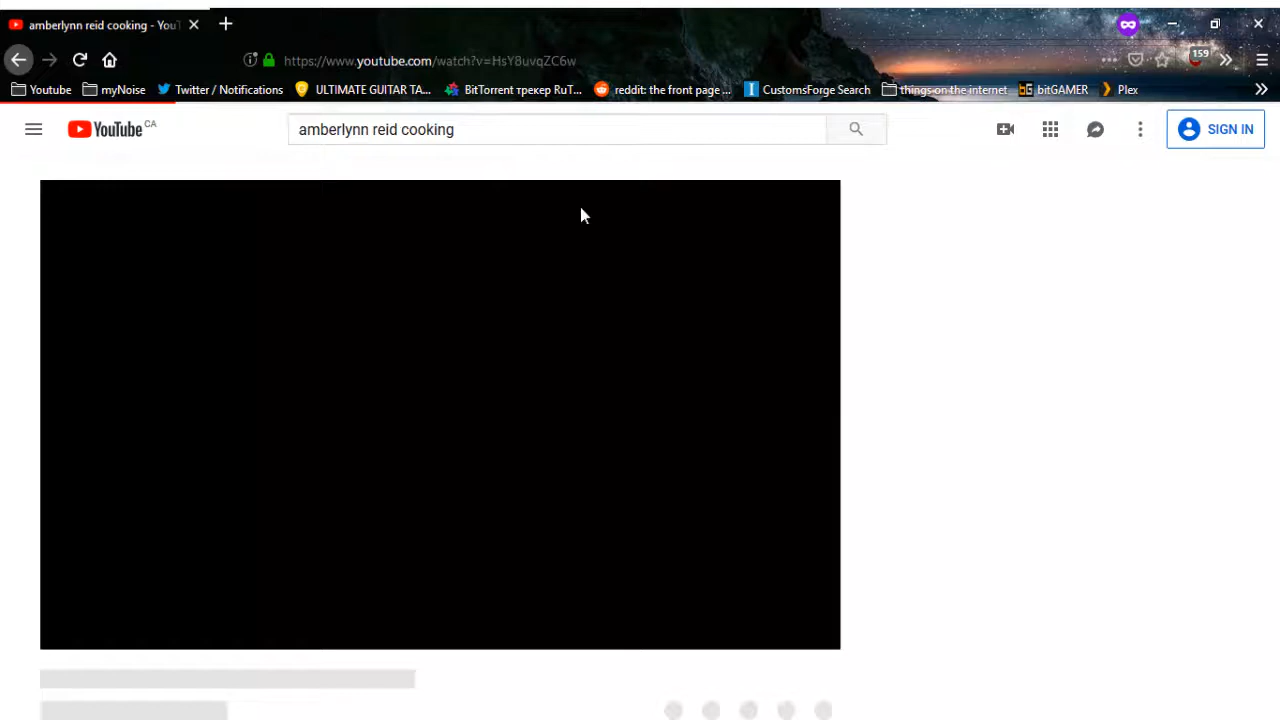 amberlynn reid cooking - You
https://www.youtube.com/watch?v=HsY8uvqZC6w
159
Youtube
myNoise
Twitter / Notifications
ULTIMATE GUITAR TA...
BitTorrent трекер RuT...
reddit: the front page ...
CustomsForge Search
things on the internet
bitGAMER
Plex
YouTube CA
amberlynn reid cooking
SIGN IN